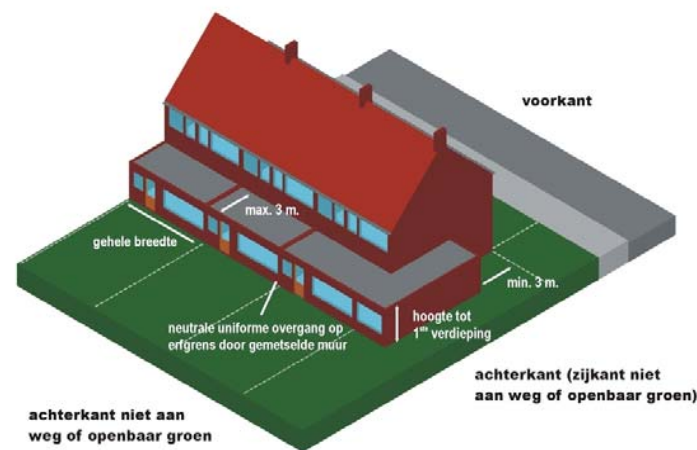 voorkant
max. 3 m.
gehele breedte
min. 3 m.
neutrale uniforme overgang op
erfgrens door gemetselde muur
hoogte tot
1ste verdieping
achterkant (zijkant niet
aan weg of openbaar groen)
achterkant niet aan
weg of openbaar groen